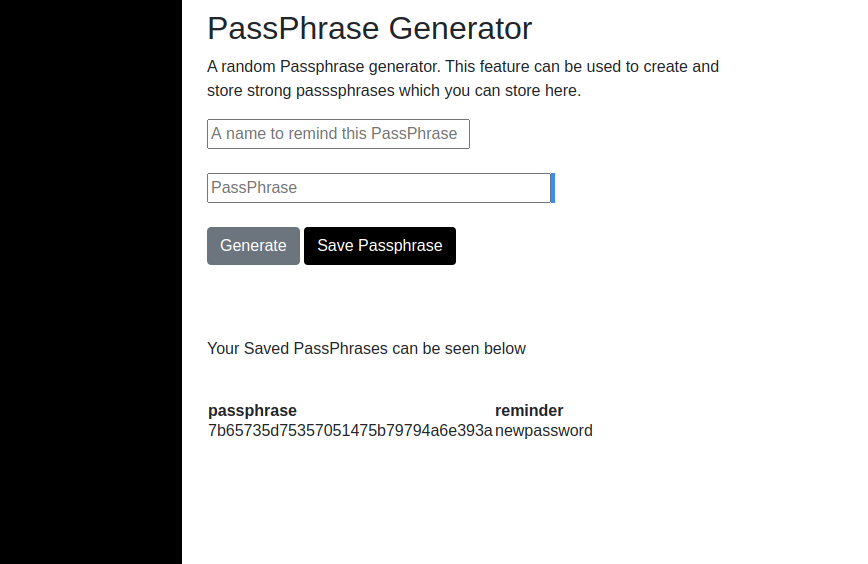 PassPhrase Generator
A random Passphrase generator. This feature can be used to create and
store strong passsphrases which you can store here.
A name to remind this PassPhrase
PassPhrase
Generate Save Passphrase
Your Saved PassPhrases can be seen below
passphrase reminder
7b65735d75357051475b79794a6e393a newpassword